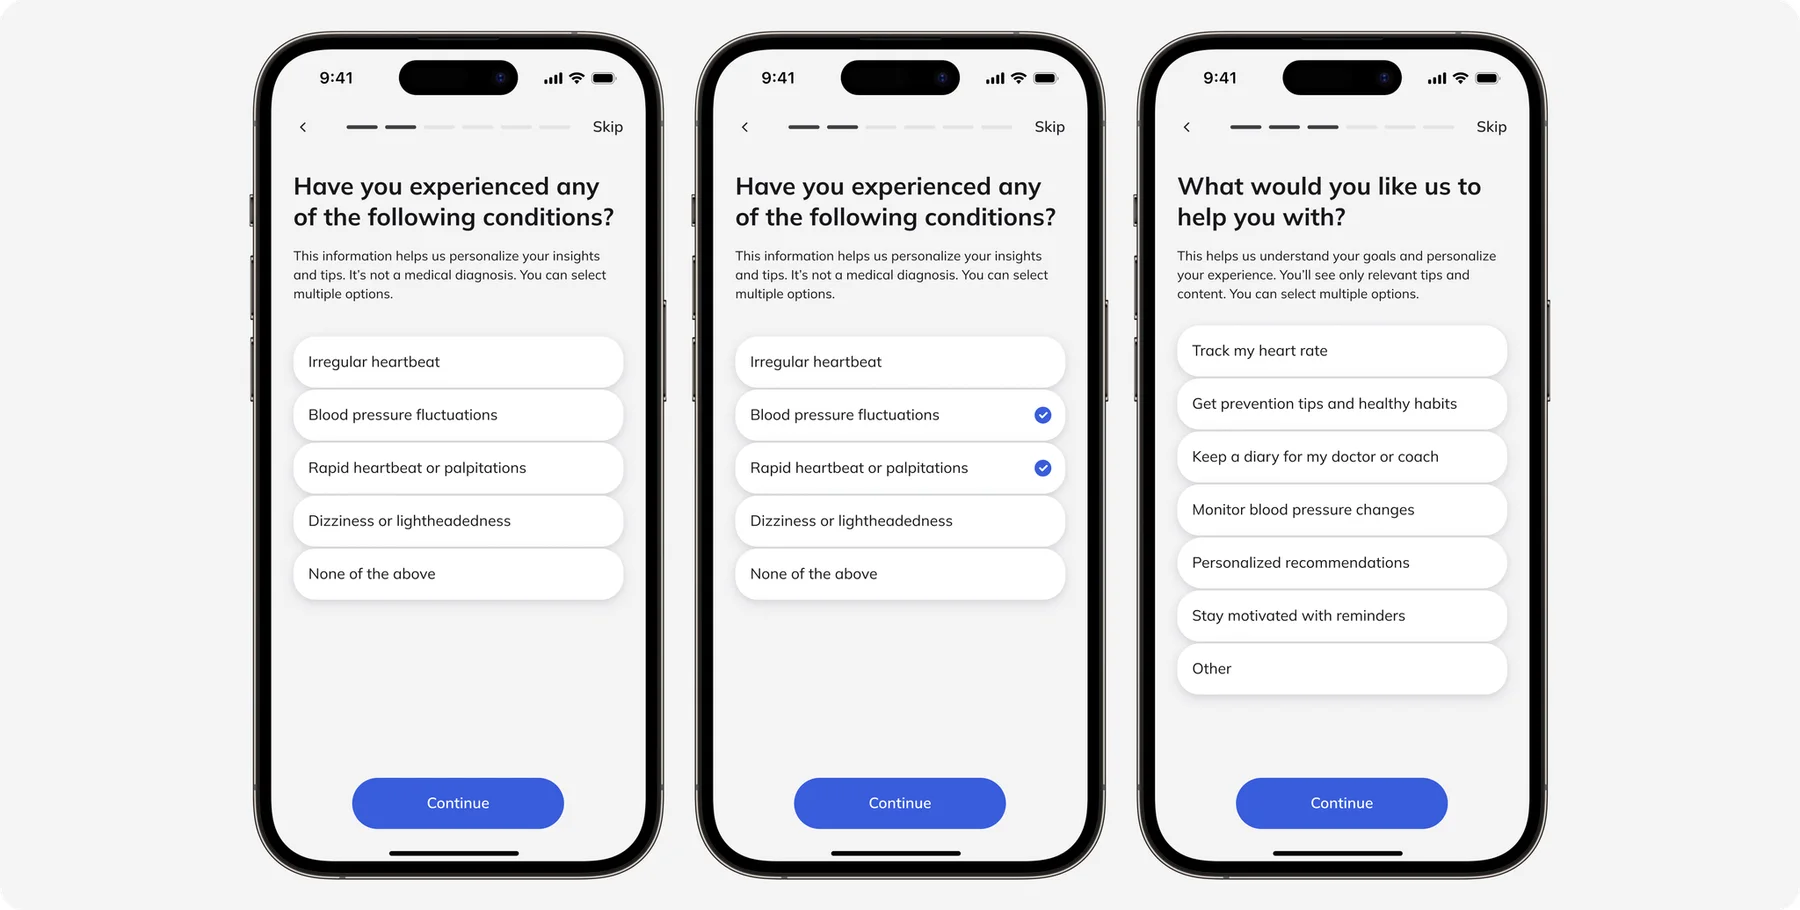 9:41
Skip
Have you experienced any
of the following conditions?
This information helps us personalize your insights
and tips. It’s not a medical diagnosis. You can select
multiple options.
Irregular heartbeat
Blood pressure fluctuations
Rapid heartbeat or palpitations
Dizziness or lightheadedness
None of the above
Continue
9:41
Skip
Have you experienced any
of the following conditions?
This information helps us personalize your insights
and tips. It’s not a medical diagnosis. You can select
multiple options.
Irregular heartbeat
Blood pressure fluctuations
Rapid heartbeat or palpitations
Dizziness or lightheadedness
None of the above
Continue
9:41
Skip
What would you like us to
help you with?
This helps us understand your goals and personalize
your experience. You’ll see only relevant tips and
content. You can select multiple options.
Track my heart rate
Get prevention tips and healthy habits
Keep a diary for my doctor or coach
Monitor blood pressure changes
Personalized recommendations
Stay motivated with reminders
Other
Continue